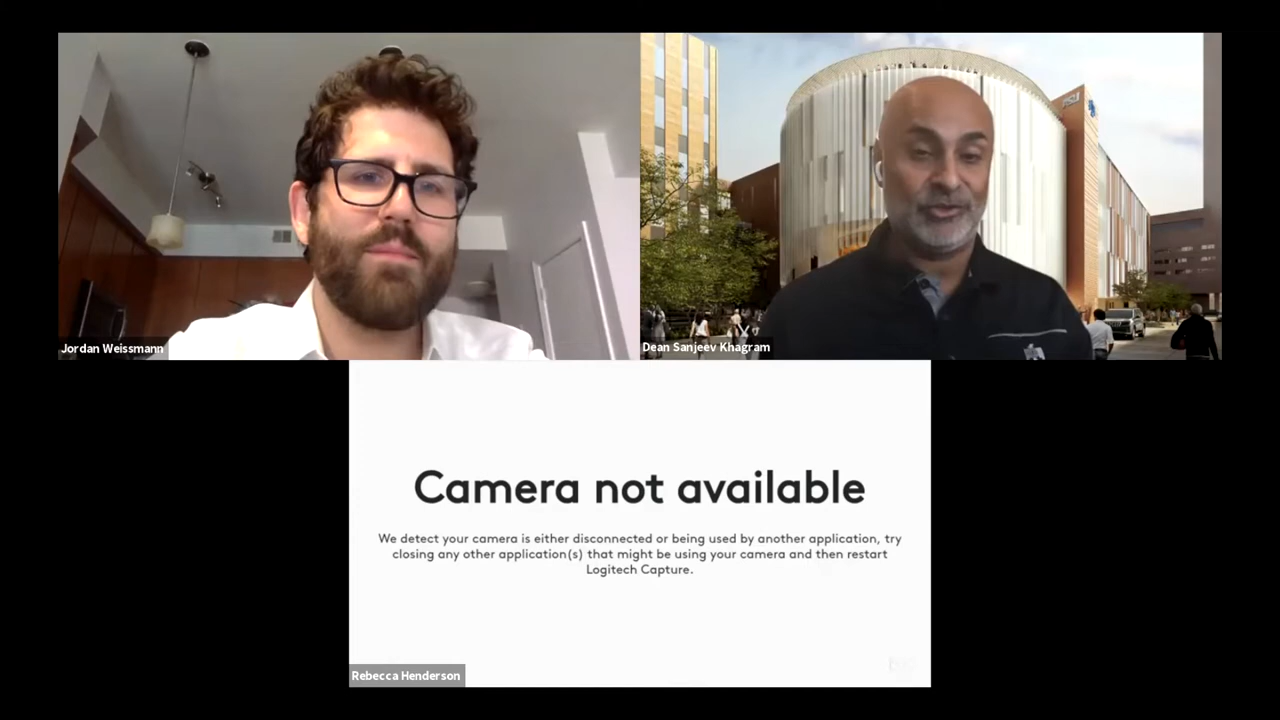 Jordan Weissmann
ASU
Dean Sanjeev Khagram
Camera not available
We detect your camera is either disconnected or being used by another application, try
closing any other application(s) that might be using your camera and then restart
Logitech Capture.
Rebecca Henderson